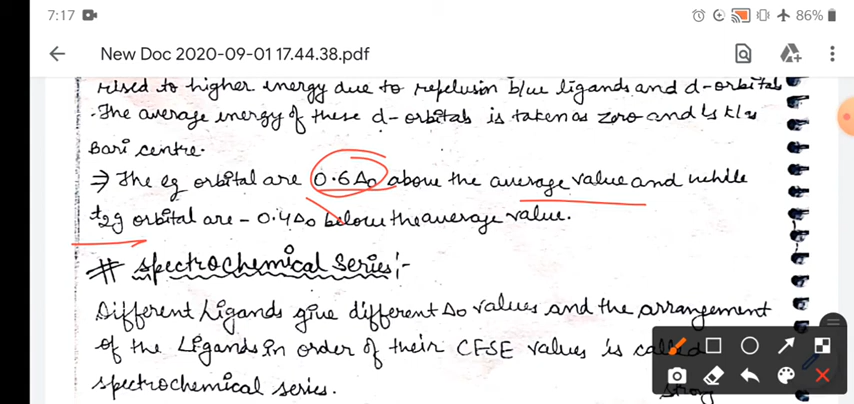 7:17
86%
New Doc 2020-09-01 17.44.38.pdf
rised to higher energy due to repelusion b/w ligands and d-orbitals
. The average energy of these d-orbitals is taken as zero and is k/as
Bari centre.
⇒ The eg orbital are 0.6Δo above the average value and while
t2g orbital are - 0.4Δo below the average value.
# Spectrochemical Series:-
Different Ligands give different Δo values and the arrangement
of the Ligands in order of their CFSE values is called
spectrochemical series.
strong